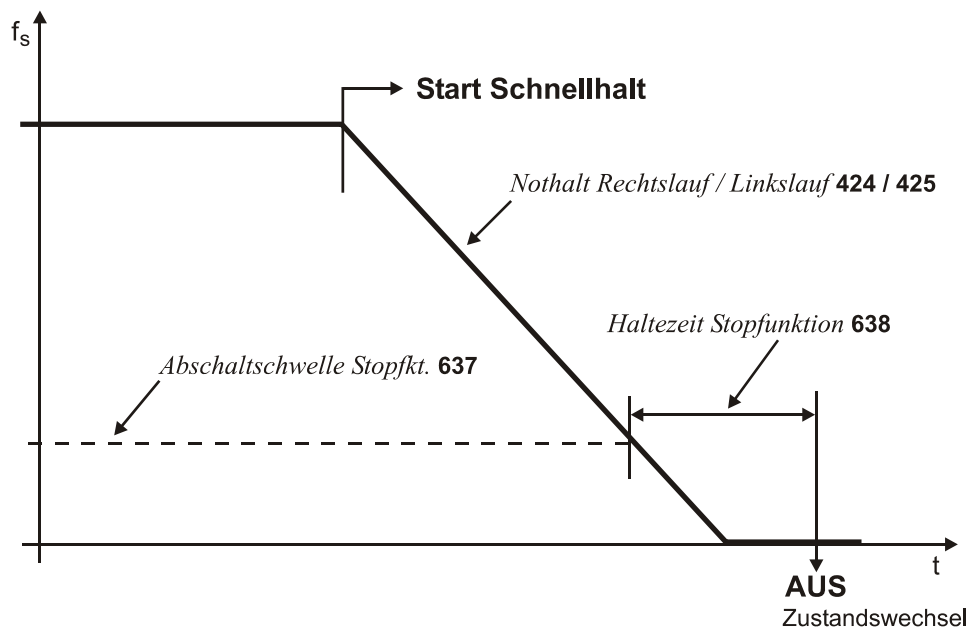 fs
Start Schnellhalt
Nothalt Rechtslauf / Linkslauf 424 / 425
Haltezeit Stopfunktion 638
Abschaltschwelle Stopfkt. 637
t
AUS
Zustandswechsel